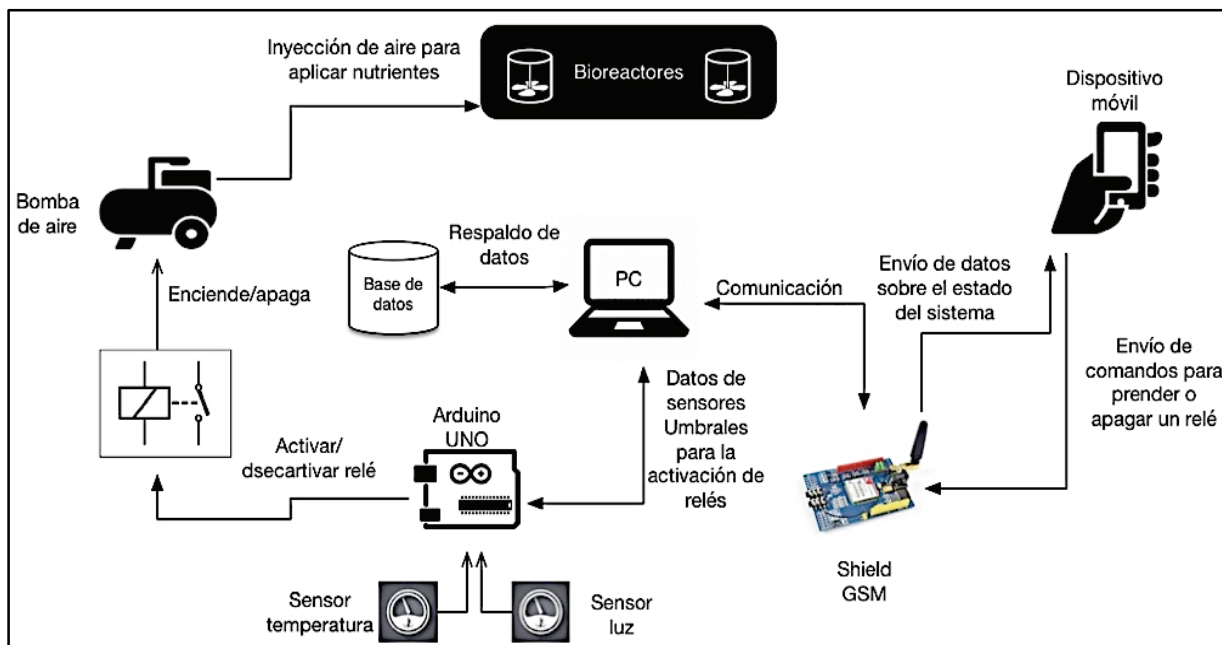 Inyección de aire para
aplicar nutrientes
Bioreactores
Dispositivo
móvil
Bomba
de aire
Respaldo de
datos
Base de
datos
PC
Comunicación
Envío de datos
sobre el estado
del sistema
Enciende/apaga
Envío de
comandos para
prender o
apagar un relé
Datos de
sensores
Umbrales
para la
activación de
relés
Arduino
UNO
Activar/
dsecartivar relé
Shield
GSM
Sensor
temperatura
Sensor
luz